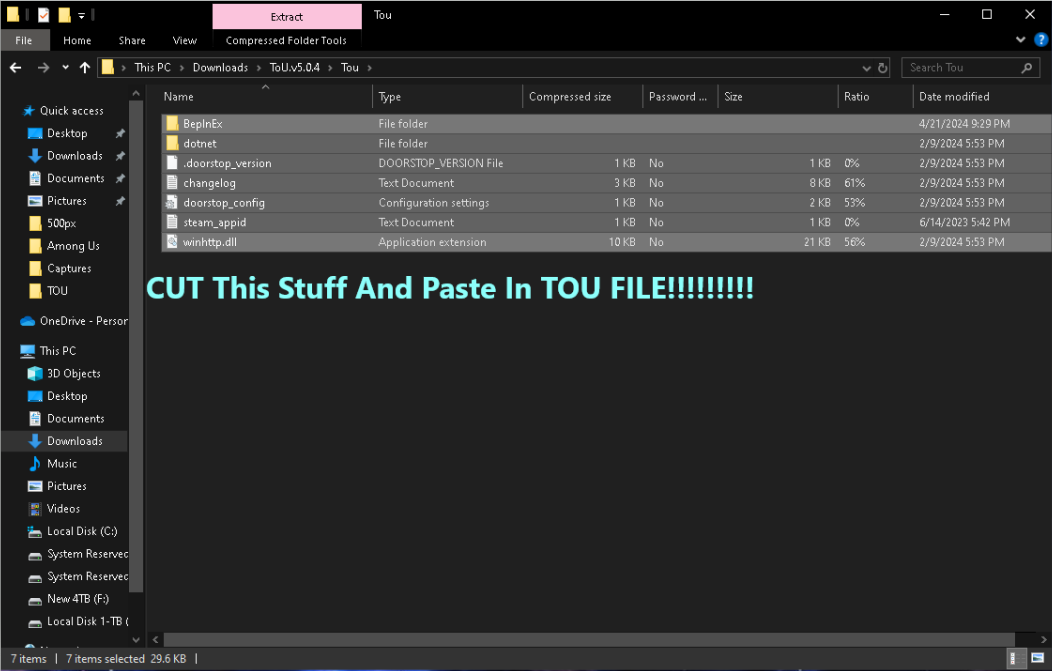 Extract
Tou
File
Home
Share
View
Compressed Folder Tools
This PC > Downloads > ToU.v5.0.4 > Tou >
Search Tou
Name
Type
Compressed size
Password ...
Size
Ratio
Date modified
BepInEx File folder 4/21/2024 9:29 PM
dotnet File folder 2/9/2024 5:53 PM
.doorstop_version DOORSTOP_VERSION File 1 KB No 1 KB 0% 2/9/2024 5:53 PM
changelog Text Document 3 KB No 8 KB 61% 2/9/2024 5:53 PM
doorstop_config Configuration settings 1 KB No 2 KB 53% 2/9/2024 5:53 PM
steam_appid Text Document 1 KB No 1 KB 0% 6/14/2023 5:42 PM
winhttp.dll Application extension 10 KB No 21 KB 56% 2/9/2024 5:53 PM
CUT This Stuff And Paste In TOU FILE!!!!!!!!!
Quick access
Desktop
Downloads
Documents
Pictures
500px
Among Us
Captures
TOU
OneDrive - Person
This PC
3D Objects
Desktop
Documents
Downloads
Music
Pictures
Videos
Local Disk (C:)
System Reserved
System Reserved
New 4TB (F:)
Local Disk 1-TB (
7 items | 7 items selected 29.6 KB |